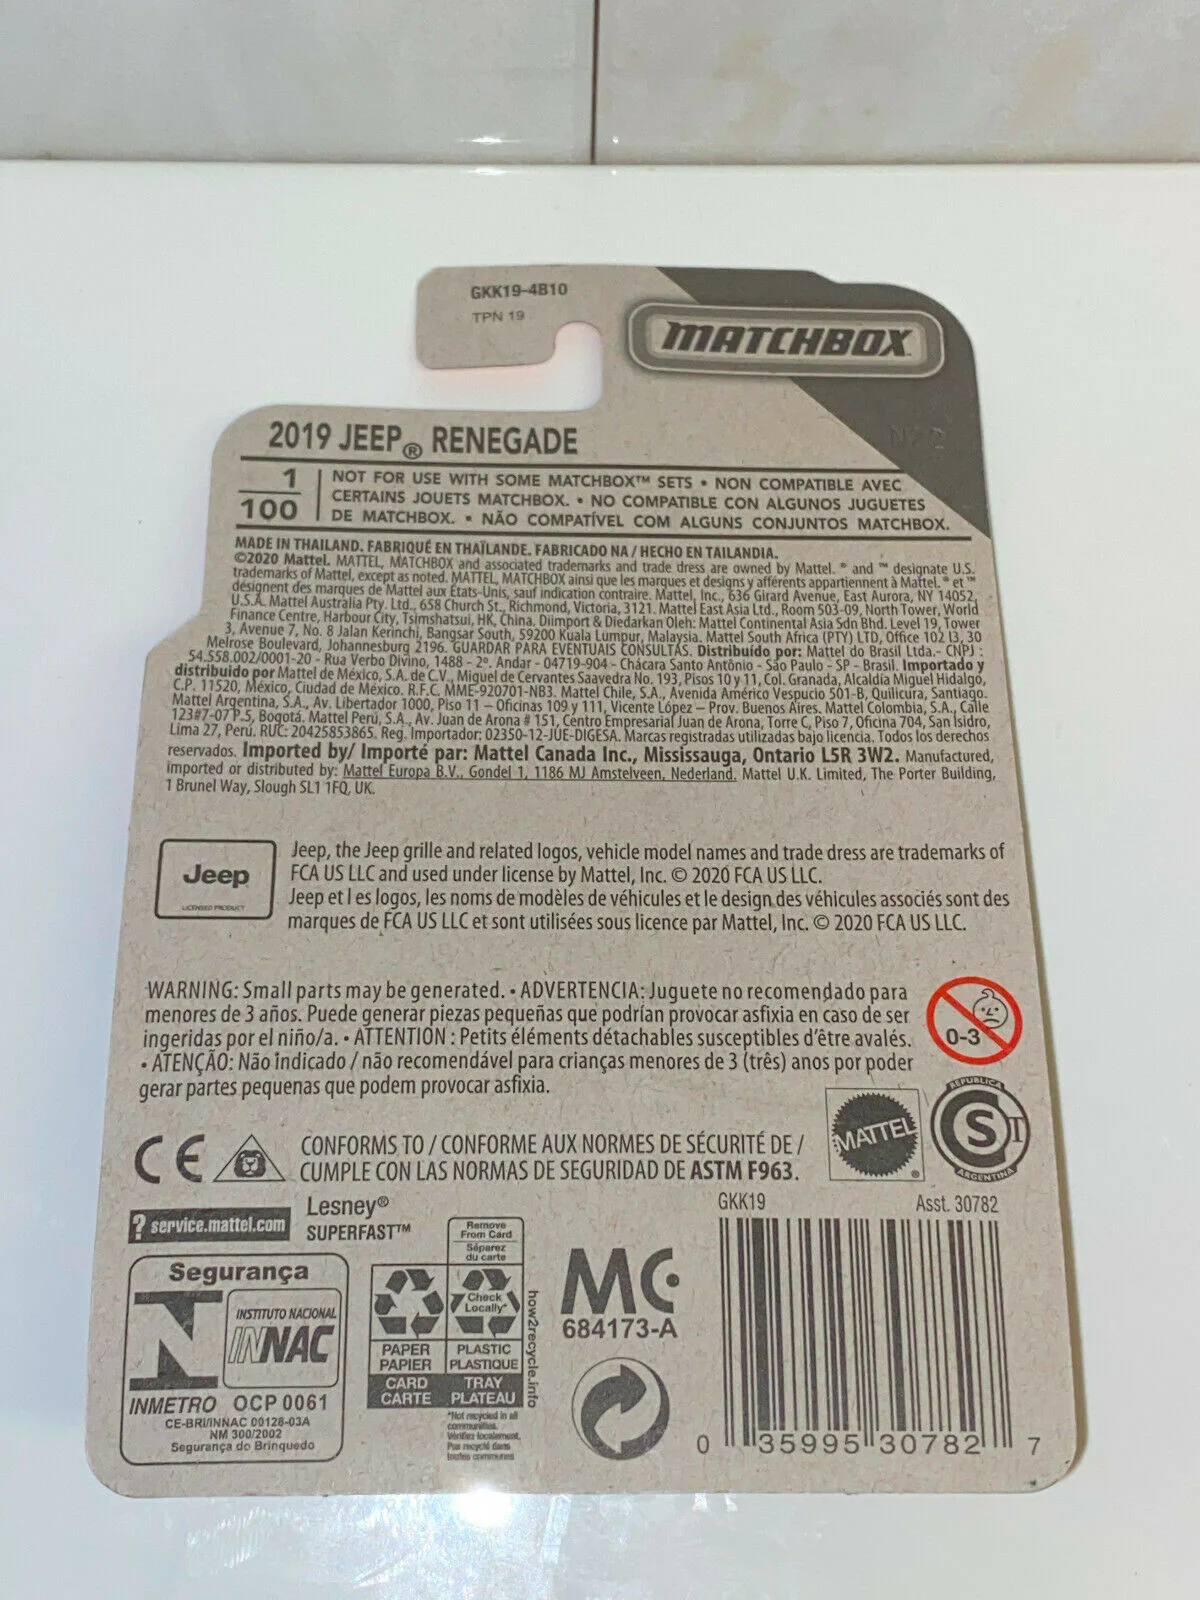 GKK19-4B10
TPN 19
MATCHBOX
2019 JEEP® RENEGADE
1
100
NOT FOR USE WITH SOME MATCHBOX™ SETS • NON COMPATIBLE AVEC
CERTAINS JOUETS MATCHBOX. • NO COMPATIBLE CON ALGUNOS JUGUETES
DE MATCHBOX. • NÃO COMPATÍVEL COM ALGUNS CONJUNTOS MATCHBOX.
MADE IN THAILAND. FABRIQUÉ EN THAÏLANDE. FABRICADO NA / HECHO EN TAILANDIA.
©2020 Mattel. MATTEL, MATCHBOX and associated trademarks and trade dress are owned by Mattel. ® and ™ designate U.S.
trademarks of Mattel, except as noted. MATTEL, MATCHBOX ainsi que les marques et designs y afférents appartiennent à Mattel. ® et ™
désignent des marques de Mattel aux États-Unis, sauf indication contraire. Mattel, Inc., 636 Girard Avenue, East Aurora, NY 14052,
U.S.A. Mattel Australia Pty. Ltd., 658 Church St., Richmond, Victoria, 3121. Mattel East Asia Ltd., Room 503-09, North Tower, World
Finance Centre, Harbour City, Tsimshatsui, HK, China. Diimport & Diedarkan Oleh: Mattel Continental Asia Sdn Bhd. Level 19, Tower
3, Avenue 7, No. 8 Jalan Kerinchi, Bangsar South, 59200 Kuala Lumpur, Malaysia. Mattel South Africa (PTY) LTD, Office 102 I3, 30
Melrose Boulevard, Johannesburg 2196. GUARDAR PARA EVENTUAIS CONSULTAS. Distribuído por: Mattel do Brasil Ltda.- CNPJ :
54.558.002/0001-20 - Rua Verbo Divino, 1488 - 2º. Andar - 04719-904 - Chácara Santo Antônio - São Paulo - SP - Brasil. Importado y
distribuido por Mattel de México, S.A. de C.V., Miguel de Cervantes Saavedra No. 193, Pisos 10 y 11, Col. Granada, Alcaldía Miguel Hidalgo,
C.P. 11520, México, Ciudad de México. R.F.C. MME-920701-NB3. Mattel Chile, S.A., Avenida Américo Vespucio 501-B, Quilicura, Santiago.
Mattel Argentina, S.A., Av. Libertador 1000, Piso 11 – Oficinas 109 y 111, Vicente López – Prov. Buenos Aires. Mattel Colombia, S.A., Calle
123#7-07 P.5, Bogotá. Mattel Perú, S.A., Av. Juan de Arona # 151, Centro Empresarial Juan de Arona, Torre C, Piso 7, Oficina 704, San Isidro,
Lima 27, Perú. RUC: 20425853865. Reg. Importador: 02350-12-JUE-DIGESA. Marcas registradas utilizadas bajo licencia. Todos los derechos
reservados. Imported by/ Importé par: Mattel Canada Inc., Mississauga, Ontario L5R 3W2. Manufactured,
imported or distributed by: Mattel Europa B.V., Gondel 1, 1186 MJ Amstelveen, Nederland. Mattel U.K. Limited, The Porter Building,
1 Brunel Way, Slough SL1 1FQ, UK.
Jeep
LICENSED PRODUCT
Jeep, the Jeep grille and related logos, vehicle model names and trade dress are trademarks of
FCA US LLC and used under license by Mattel, Inc. © 2020 FCA US LLC.
Jeep et l es logos, les noms de modèles de véhicules et le design des véhicules associés sont des
marques de FCA US LLC et sont utilisées sous licence par Mattel, Inc. © 2020 FCA US LLC.
WARNING: Small parts may be generated. • ADVERTENCIA: Juguete no recomendado para
menores de 3 años. Puede generar piezas pequeñas que podrían provocar asfixia en caso de ser
ingeridas por el niño/a. • ATTENTION : Petits éléments détachables susceptibles d'être avalés.
• ATENÇÃO: Não indicado / não recomendável para crianças menores de 3 (três) anos por poder
gerar partes pequenas que podem provocar asfixia.
0-3
CE
CONFORMS TO / CONFORME AUX NORMES DE SÉCURITÉ DE /
CUMPLE CON LAS NORMAS DE SEGURIDAD DE ASTM F963.
MATTEL®
REPUBLICA
S
ARGENTINA
? service.mattel.com
Lesney®
SUPERFAST™
GKK19
Asst. 30782
Segurança
INSTITUTO NACIONAL
INNAC
INMETRO OCP 0061
CE-BRI/INNAC 00128-03A
NM 300/2002
Segurança do Brinquedo
Remove
From Card
Séparez
du carte
Check
Locally*
PAPER
PAPIER
CARD
CARTE
PLASTIC
PLASTIQUE
TRAY
PLATEAU
*Not recycled in all
communities.
Vérifiez localement.
Pas recyclé dans
toutes communes
how2recycle.info
MC
684173-A
0 35995 30782 7